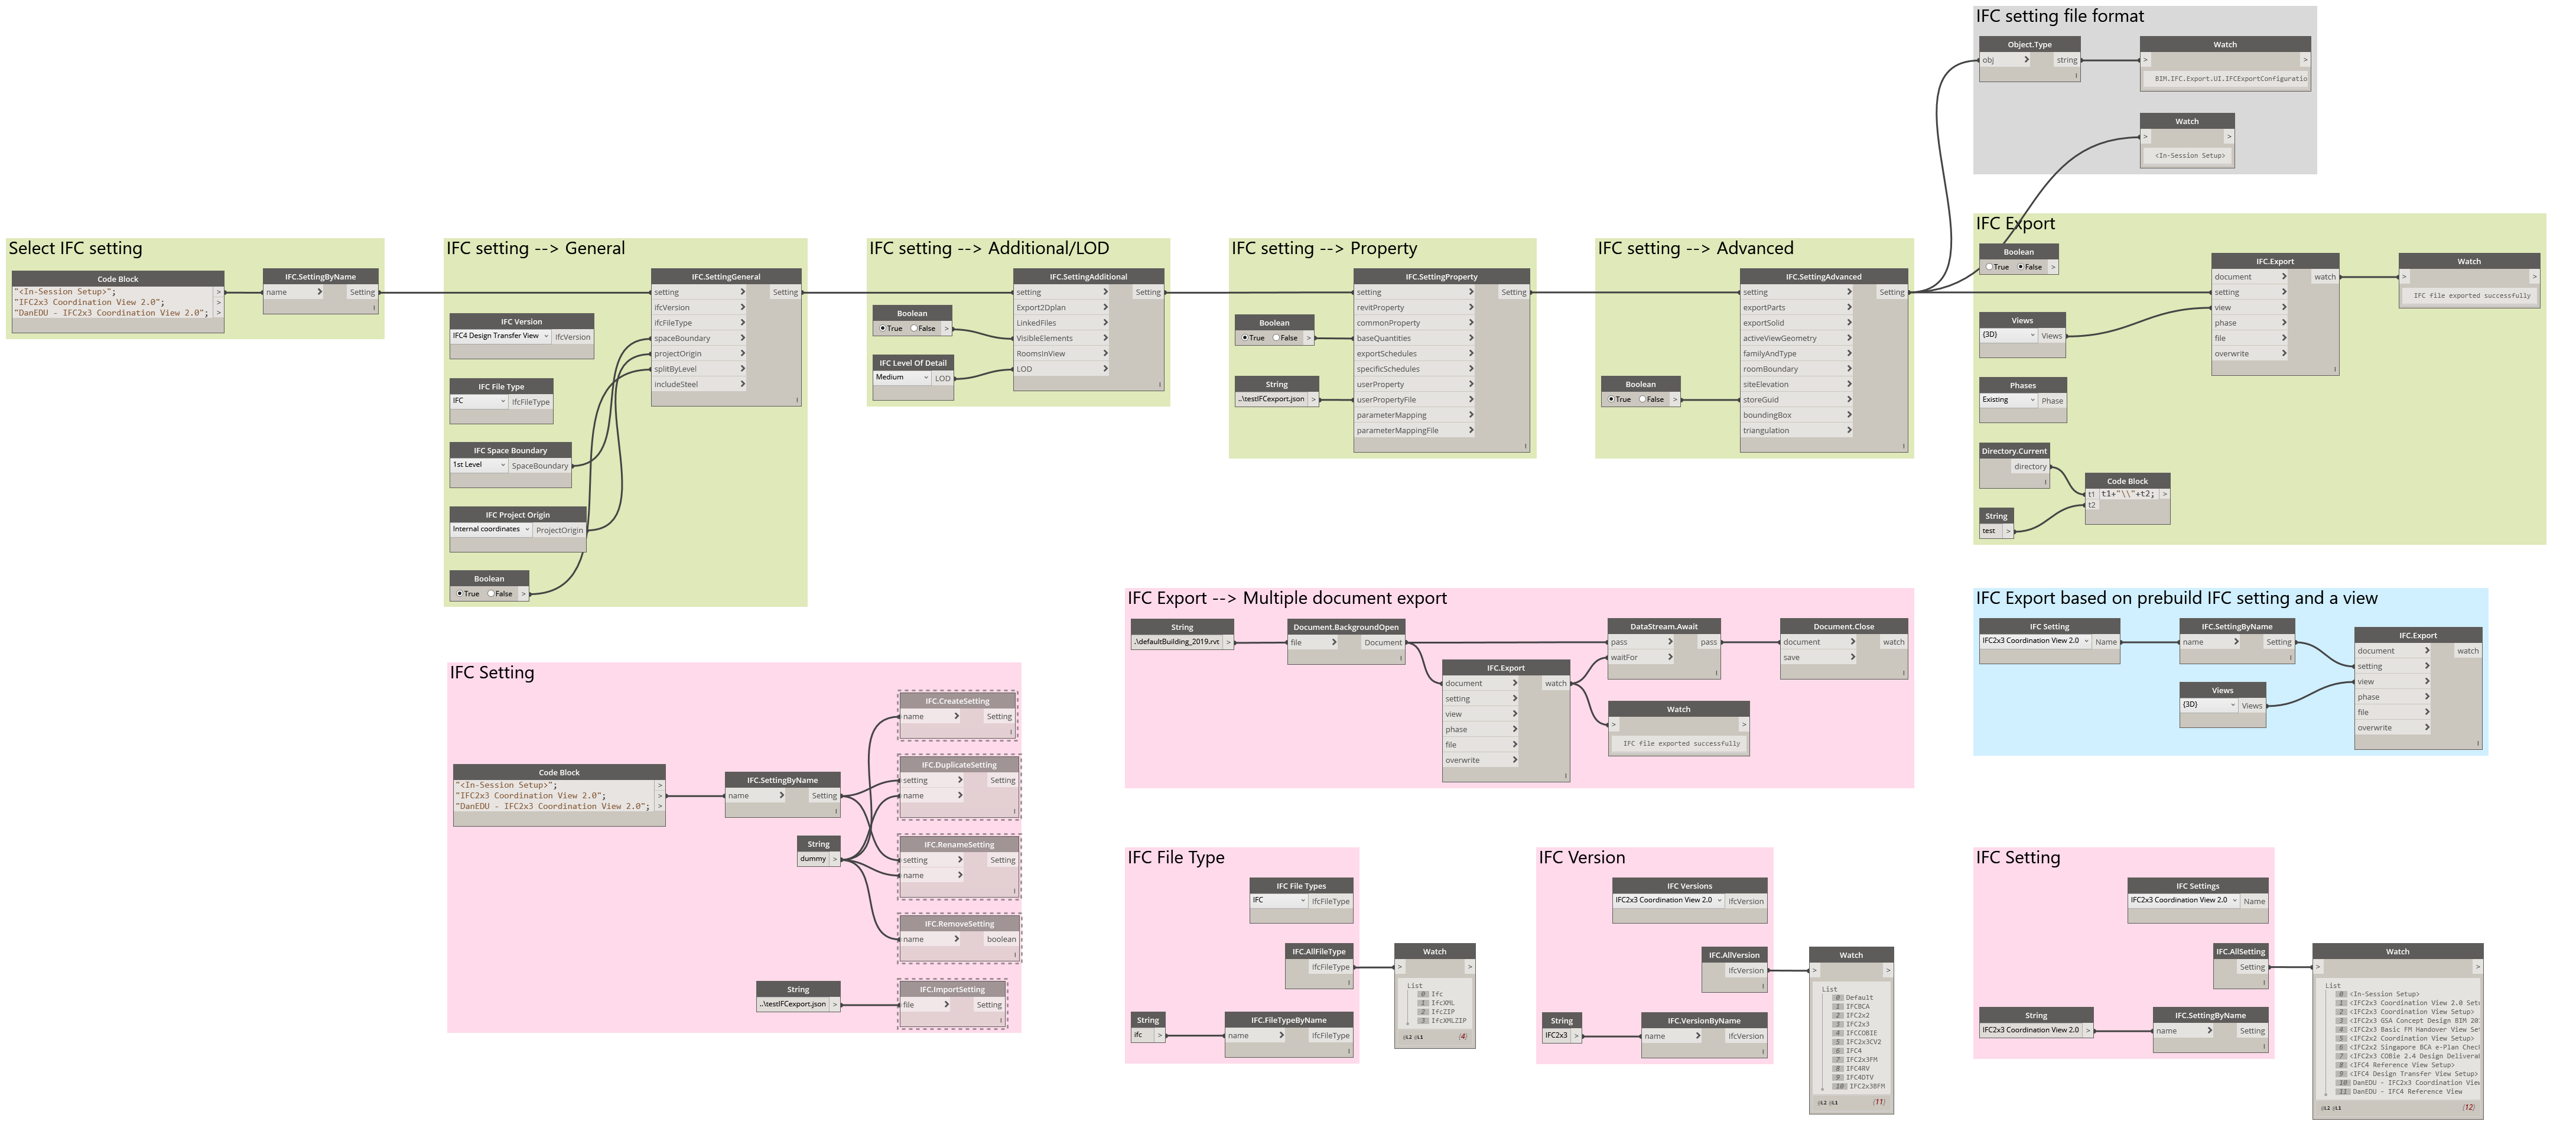 IFC setting file format
Object.Type
obj
string
Watch
>
>
BIM.IFC.Export.UI.IFCExportConfiguratio
Watch
>
>
<In-Session Setup>
Select IFC setting
Code Block
"<In-Session Setup>";
>
"IFC2x3 Coordination View 2.0";
>
"DanEDU - IFC2x3 Coordination View 2.0";
>
IFC.SettingByName
name
Setting
IFC setting --> General
IFC.SettingGeneral
setting
Setting
ifcVersion
ifcFileType
spaceBoundary
projectOrigin
splitByLevel
includeSteel
IFC Version
IFC4 Design Transfer View
IfcVersion
IFC File Type
IFC
IfcFileType
IFC Space Boundary
1st Level
SpaceBoundary
IFC Project Origin
Internal coordinates
ProjectOrigin
Boolean
True
False
>
IFC setting --> Additional/LOD
IFC.SettingAdditional
setting
Setting
Export2Dplan
LinkedFiles
VisibleElements
RoomsInView
LOD
Boolean
True
False
>
IFC Level Of Detail
Medium
LOD
IFC setting --> Property
IFC.SettingProperty
setting
Setting
revitProperty
commonProperty
baseQuantities
exportSchedules
specificSchedules
userProperty
userPropertyFile
parameterMapping
parameterMappingFile
Boolean
True
False
>
String
..\testIFCexport.json
>
IFC setting --> Advanced
IFC.SettingAdvanced
setting
Setting
exportParts
exportSolid
activeViewGeometry
familyAndType
roomBoundary
siteElevation
storeGuid
boundingBox
triangulation
Boolean
True
False
>
IFC Export
Boolean
True
False
>
IFC.Export
document
watch
setting
view
phase
file
overwrite
Watch
>
>
IFC file exported successfully
Views
{3D}
Views
Phases
Existing
Phase
Directory.Current
directory
Code Block
t1
t1+"\\"+t2;
>
t2
String
test
>
IFC Export --> Multiple document export
String
.\defaultBuilding_2019.rvt
>
Document.BackgroundOpen
file
Document
DataStream.Await
pass
pass
waitFor
Document.Close
document
watch
save
IFC.Export
document
watch
setting
view
phase
file
overwrite
Watch
>
>
IFC file exported successfully
IFC Export based on prebuild IFC setting and a view
IFC Setting
IFC2x3 Coordination View 2.0
Name
IFC.SettingByName
name
Setting
IFC.Export
document
watch
setting
view
phase
file
overwrite
Views
{3D}
Views
IFC Setting
IFC.CreateSetting
name
Setting
IFC.DuplicateSetting
setting
Setting
name
Code Block
"<In-Session Setup>";
>
"IFC2x3 Coordination View 2.0";
>
"DanEDU - IFC2x3 Coordination View 2.0";
>
IFC.SettingByName
name
Setting
String
dummy
>
IFC.RenameSetting
setting
Setting
name
IFC.RemoveSetting
name
boolean
String
..\testIFCexport.json
>
IFC.ImportSetting
file
Setting
IFC File Type
IFC File Types
IFC
IfcFileType
IFC.AllFileType
IfcFileType
Watch
>
>
List
0 Ifc
1 IfcXML
2 IfcZIP
3 IfcXMLZIP
@L2 @L1
{4}
String
ifc
>
IFC.FileTypeByName
name
IfcFileType
IFC Version
IFC Versions
IFC2x3 Coordination View 2.0
IfcVersion
IFC.AllVersion
IfcVersion
Watch
>
>
List
0 Default
1 IFCBCA
2 IFC2x2
3 IFC2x3
4 IFCCOBIE
5 IFC2x3CV2
6 IFC4
7 IFC2x3FM
8 IFC4RV
9 IFC4DTV
10 IFC2x3BFM
@L2 @L1
{11}
String
IFC2x3
>
IFC.VersionByName
name
IfcVersion
IFC Setting
IFC Settings
IFC2x3 Coordination View 2.0
Name
IFC.AllSetting
Setting
Watch
>
>
List
0 <In-Session Setup>
1 <IFC2x3 Coordination View 2.0 Setu
2 <IFC2x3 Coordination View Setup>
3 <IFC2x3 GSA Concept Design BIM 20
4 <IFC2x3 Basic FM Handover View Set
5 <IFC2x2 Coordination View Setup>
6 <IFC2x2 Singapore BCA e-Plan Check
7 <IFC2x3 COBie 2.4 Design Deliverab
8 <IFC4 Reference View Setup>
9 <IFC4 Design Transfer View Setup>
10 DanEDU - IFC2x3 Coordination View
11 DanEDU - IFC4 Reference View
@L2 @L1
{12}
String
IFC2x3 Coordination View 2.0
>
IFC.SettingByName
name
Setting